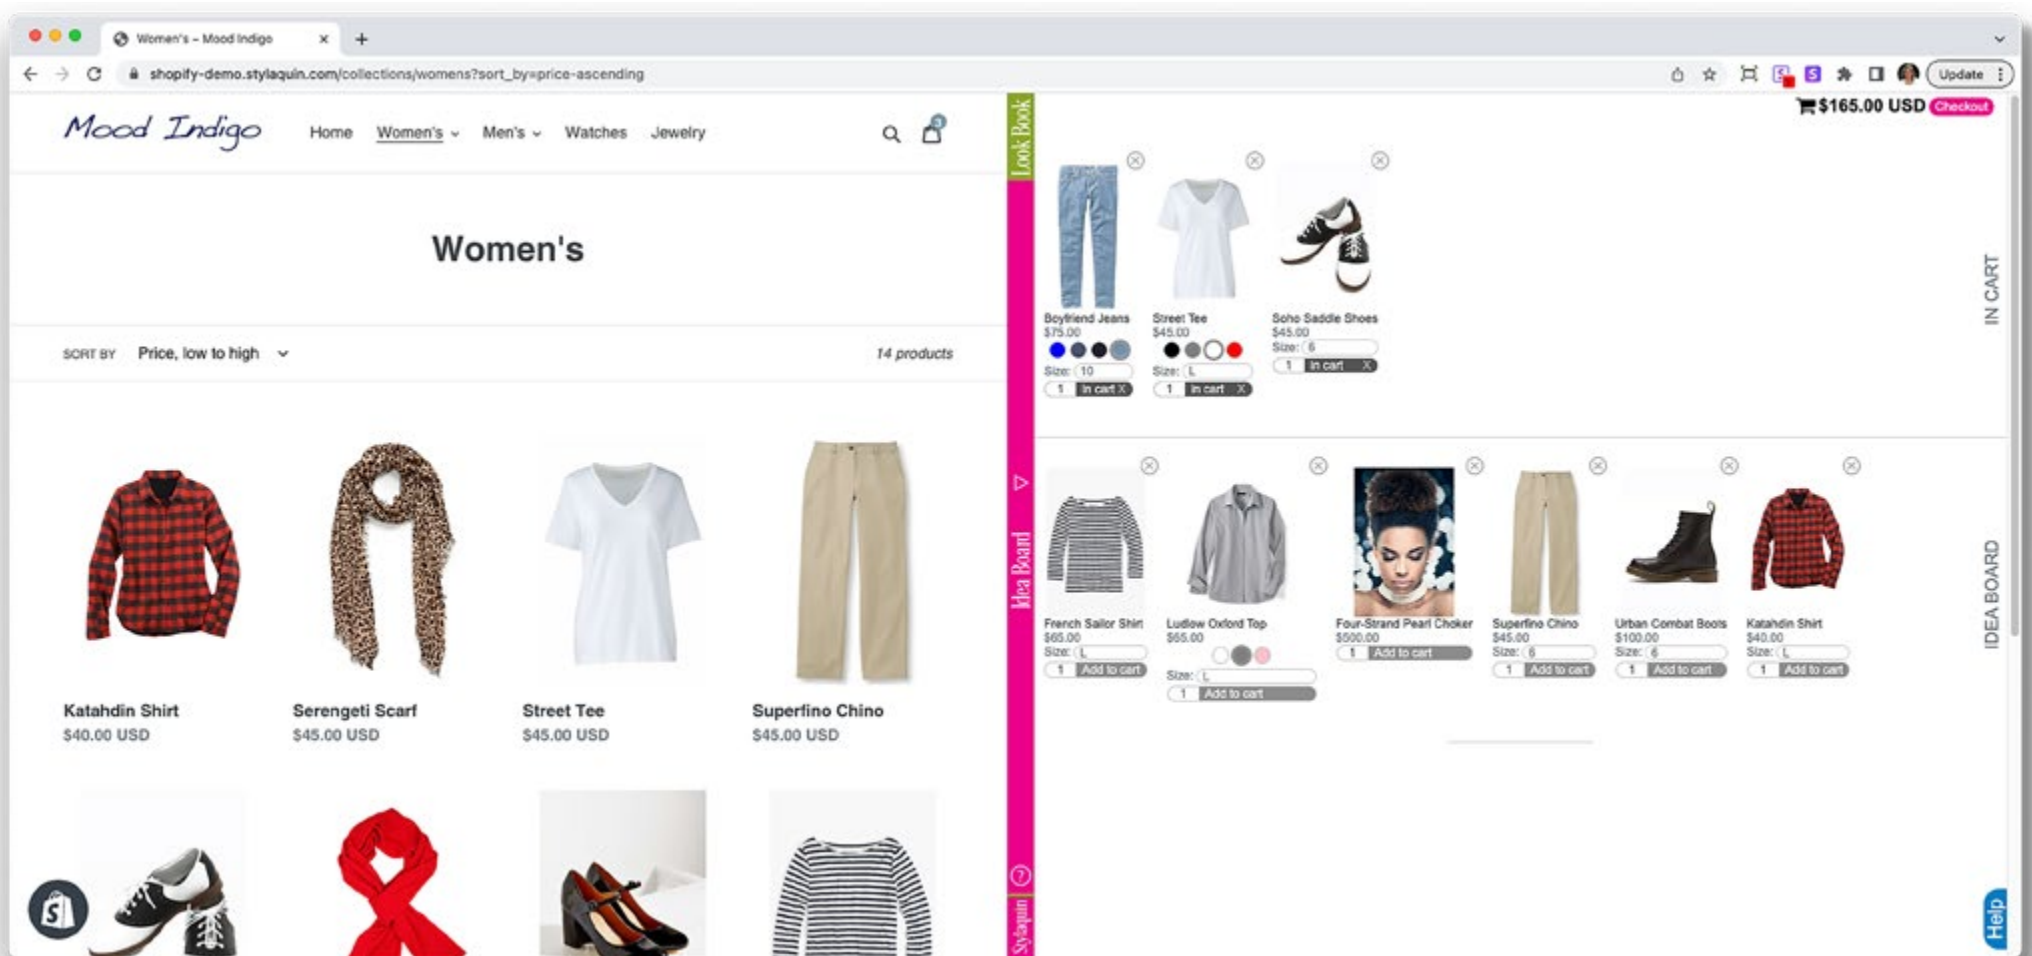 Women's – Mood Indigo
shopify-demo.stylaquin.com/collections/womens?sort_by=price-ascending
Update
Mood Indigo
Home Women's Men's Watches Jewelry
3
Women's
SORT BY Price, low to high
14 products
Katahdin Shirt
$40.00 USD
Serengeti Scarf
$45.00 USD
Street Tee
$45.00 USD
Superfino Chino
$45.00 USD
Look Book
Idea Board
?
Stylaquin
$165.00 USD Checkout
Boyfriend Jeans
$75.00
Size: 10
1 In cart X
Street Tee
$45.00
Size: L
1 In cart X
Soho Saddle Shoes
$45.00
Size: 6
1 In cart X
IN CART
French Sailor Shirt
$65.00
Size: L
1 Add to cart
Ludlow Oxford Top
$65.00
Size: L
1 Add to cart
Four-Strand Pearl Choker
$500.00
1 Add to cart
Superfino Chino
$45.00
Size: 6
1 Add to cart
Urban Combat Boots
$100.00
Size: 6
1 Add to cart
Katahdin Shirt
$40.00
Size: L
1 Add to cart
IDEA BOARD
Help